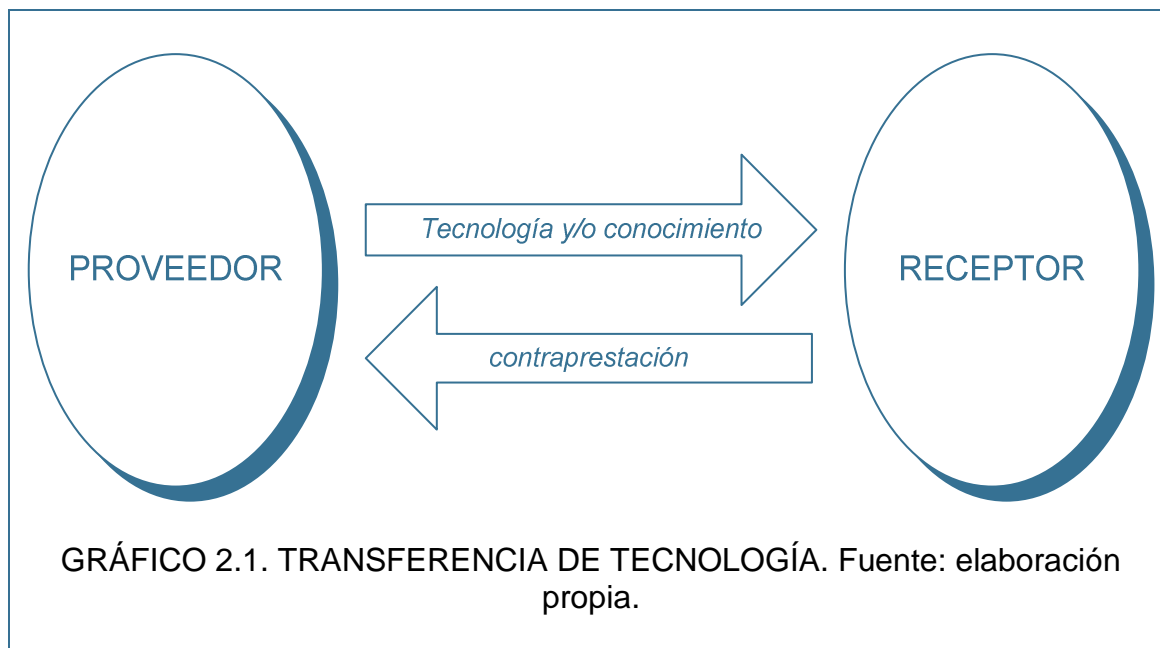 PROVEEDOR
Tecnología y/o conocimiento
contraprestación
RECEPTOR
GRÁFICO 2.1. TRANSFERENCIA DE TECNOLOGÍA. Fuente: elaboración
propia.